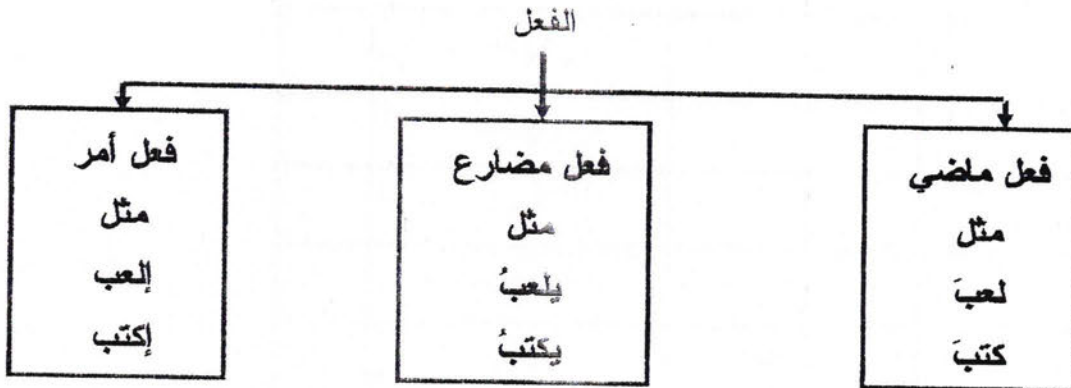 الفعل
فعل ماضي
مثل
لعبَ
كتبَ
فعل مضارع
مثل
يلعبُ
يكتبُ
فعل أمر
مثل
إلعب
إكتب